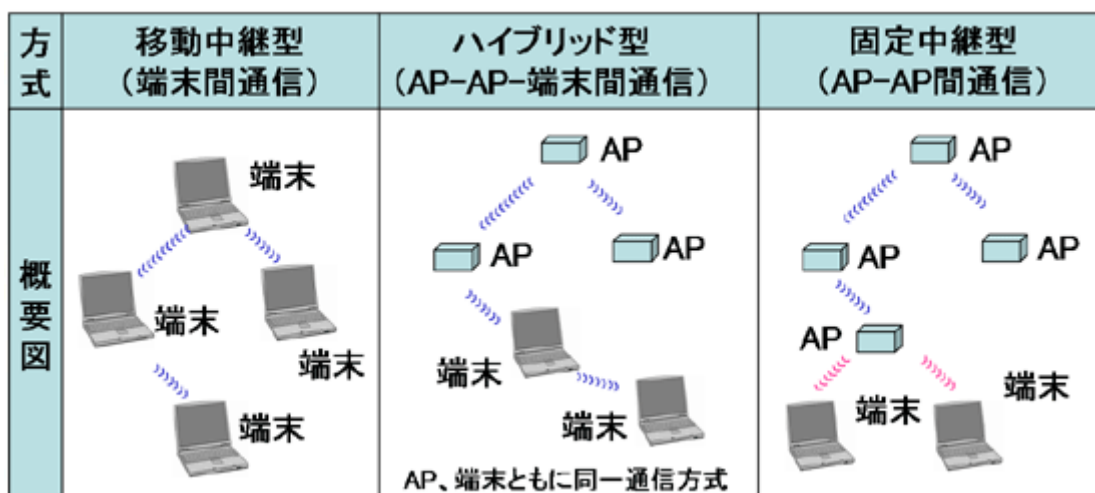 方式
移動中継型
(端末間通信)
ハイブリッド型
(AP-AP-端末間通信)
固定中継型
(AP-AP間通信)
概要図
端末
端末
端末
端末
AP
AP
AP
端末
端末
AP、端末ともに同一通信方式
AP
AP
AP
AP
端末
端末